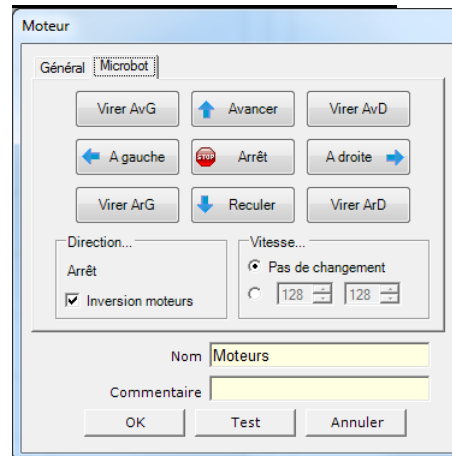 Moteur
Général Microbot
Virer AvG Avancer Virer AvD
A gauche STOP Arrêt A droite
Virer ArG Reculer Virer ArD
Direction... Vitesse...
Arrêt Pas de changement
Inversion moteurs 128 128
Nom Moteurs
Commentaire
OK Test Annuler